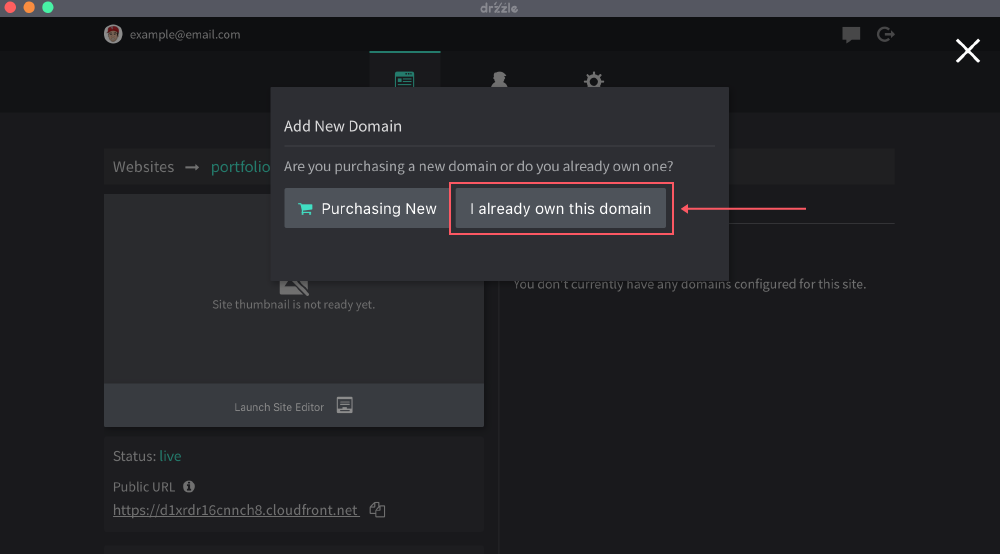 drzzle
example@email.com
Add New Domain
Websites → portfolio
Are you purchasing a new domain or do you already own one?
Purchasing New
I already own this domain
You don't currently have any domains configured for this site.
Site thumbnail is not ready yet.
Launch Site Editor
Status: live
Public URL
https://d1xrdr16cnnch8.cloudfront.net